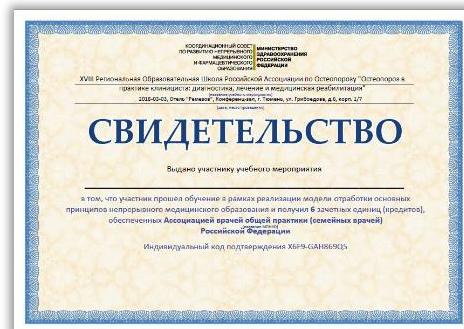 КООРДИНАЦИОННЫЙ СОВЕТ
ПО РАЗВИТИЮ НЕПРЕРЫВНОГО
МЕДИЦИНСКОГО
И ФАРМАЦЕВТИЧЕСКОГО
ОБРАЗОВАНИЯ
МИНИСТЕРСТВО
ЗДРАВООХРАНЕНИЯ
РОССИЙСКОЙ
ФЕДЕРАЦИИ
XVIII Региональная Образовательная Школа Российской Ассоциации по Остеопорозу "Остеопороз в
практике клинициста: диагностика, лечение и медицинская реабилитация"
2018-03-03, Отель "Ремезов", Конференц-зал, г. Тюмень, ул. Грибоедова, д.6, корп. 1/7
СВИДЕТЕЛЬСТВО
Выдано участнику учебного мероприятия
в том, что участник прошёл обучение в рамках реализации модели отработки основных
принципов непрерывного медицинского образования и получил 6 зачетных единиц (кредитов),
обеспеченных Ассоциацией врачей общей практики (семейных врачей)
Российской Федерации
Индивидуальный код подтверждения X6F9-GAH869Q5